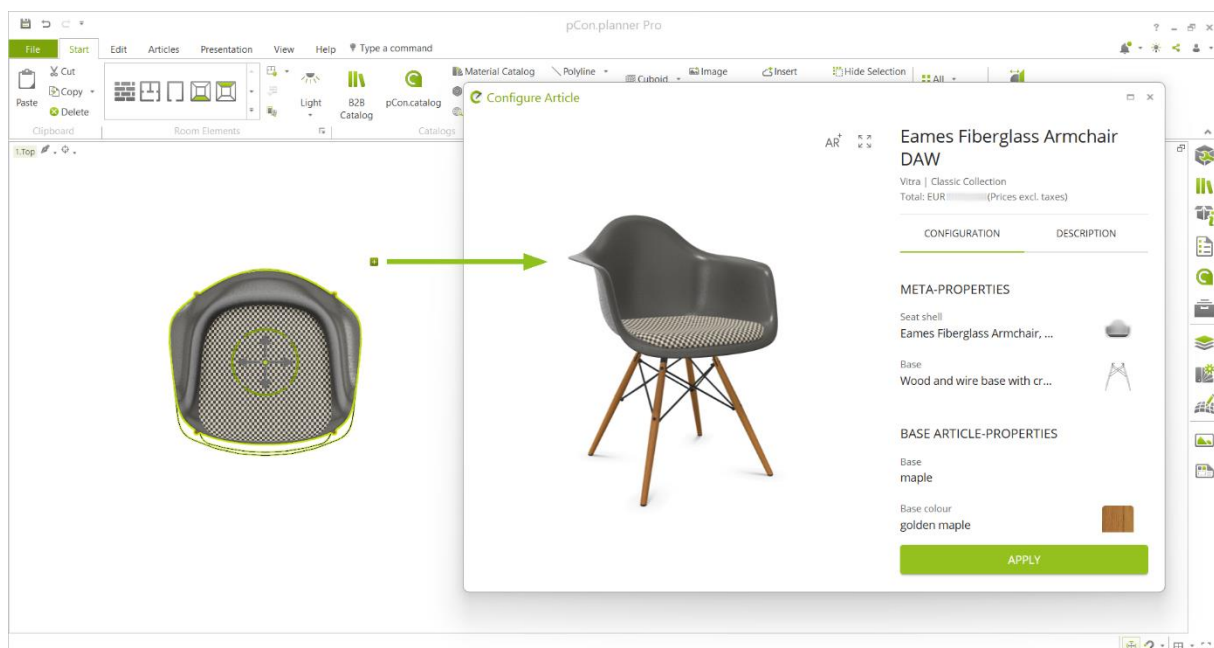 pCon.planner Pro
File Start Edit Articles Presentation View Help Type a command
Cut
Copy
Delete
Paste
Clipboard
Room Elements
Light
B2B
Catalog
pCon.catalog
Catalogs
Material Catalog
Polyline
Cuboid
Image
Insert
Hide Selection
All
1.Top
Configure Article
AR+
Eames Fiberglass Armchair
DAW
Vitra | Classic Collection
Total: EUR (Prices excl. taxes)
CONFIGURATION DESCRIPTION
META-PROPERTIES
Seat shell
Eames Fiberglass Armchair, ...
Base
Wood and wire base with cr...
BASE ARTICLE-PROPERTIES
Base
maple
Base colour
golden maple
APPLY